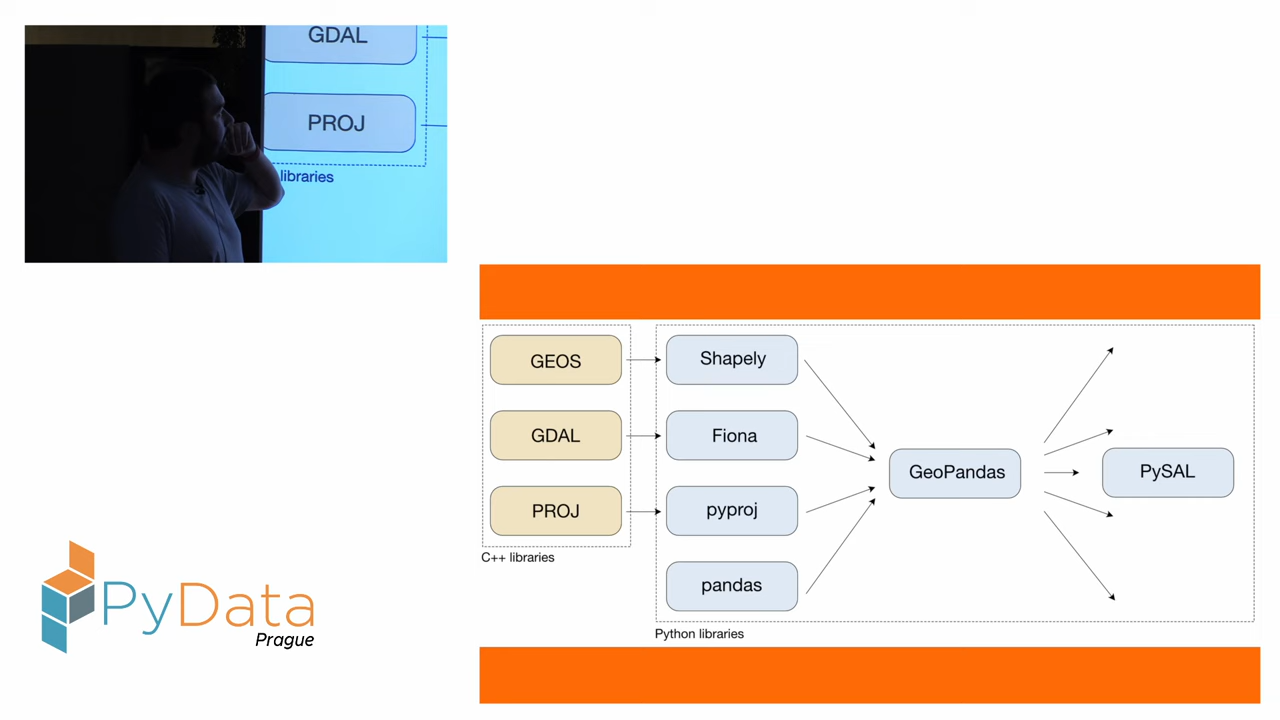 GDAL
PROJ
libraries
GEOS
GDAL
PROJ
C++ libraries
Shapely
Fiona
pyproj
pandas
Python libraries
GeoPandas
PySAL
PyData
Prague